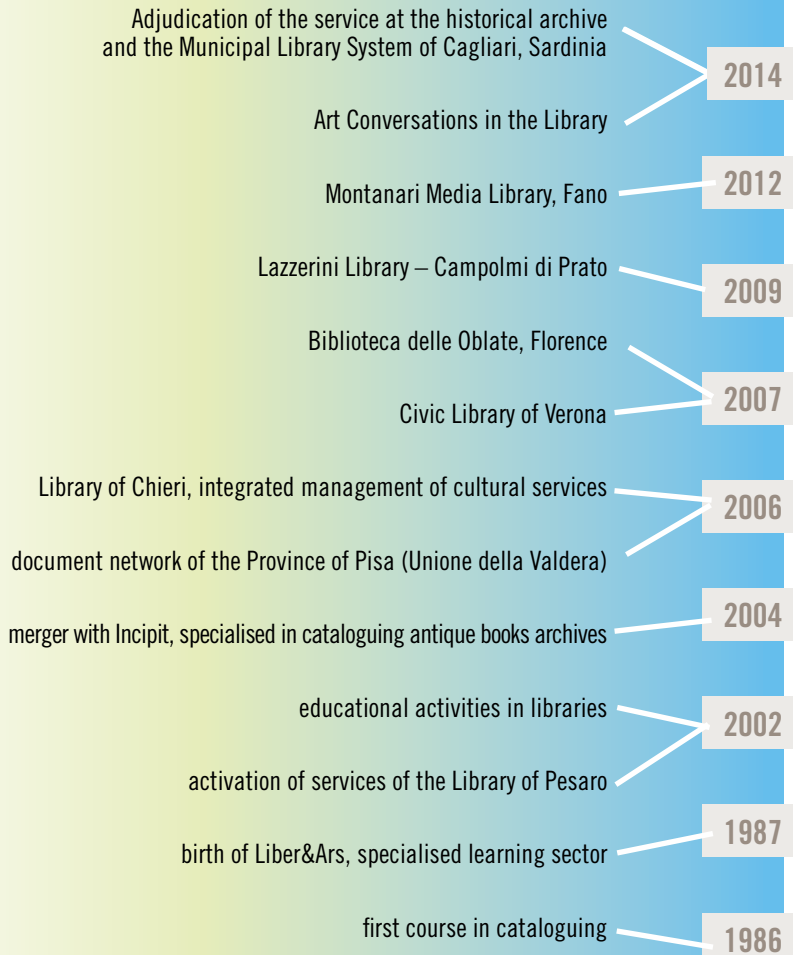 Adjudication of the service at the historical archive
and the Municipal Library System of Cagliari, Sardinia
2014
Art Conversations in the Library
Montanari Media Library, Fano
2012
Lazzerini Library – Campolmi di Prato
2009
Biblioteca delle Oblate, Florence
2007
Civic Library of Verona
Library of Chieri, integrated management of cultural services
2006
document network of the Province of Pisa (Unione della Valdera)
merger with Incipit, specialised in cataloguing antique books archives
2004
educational activities in libraries
2002
activation of services of the Library of Pesaro
birth of Liber&Ars, specialised learning sector
1987
first course in cataloguing
1986